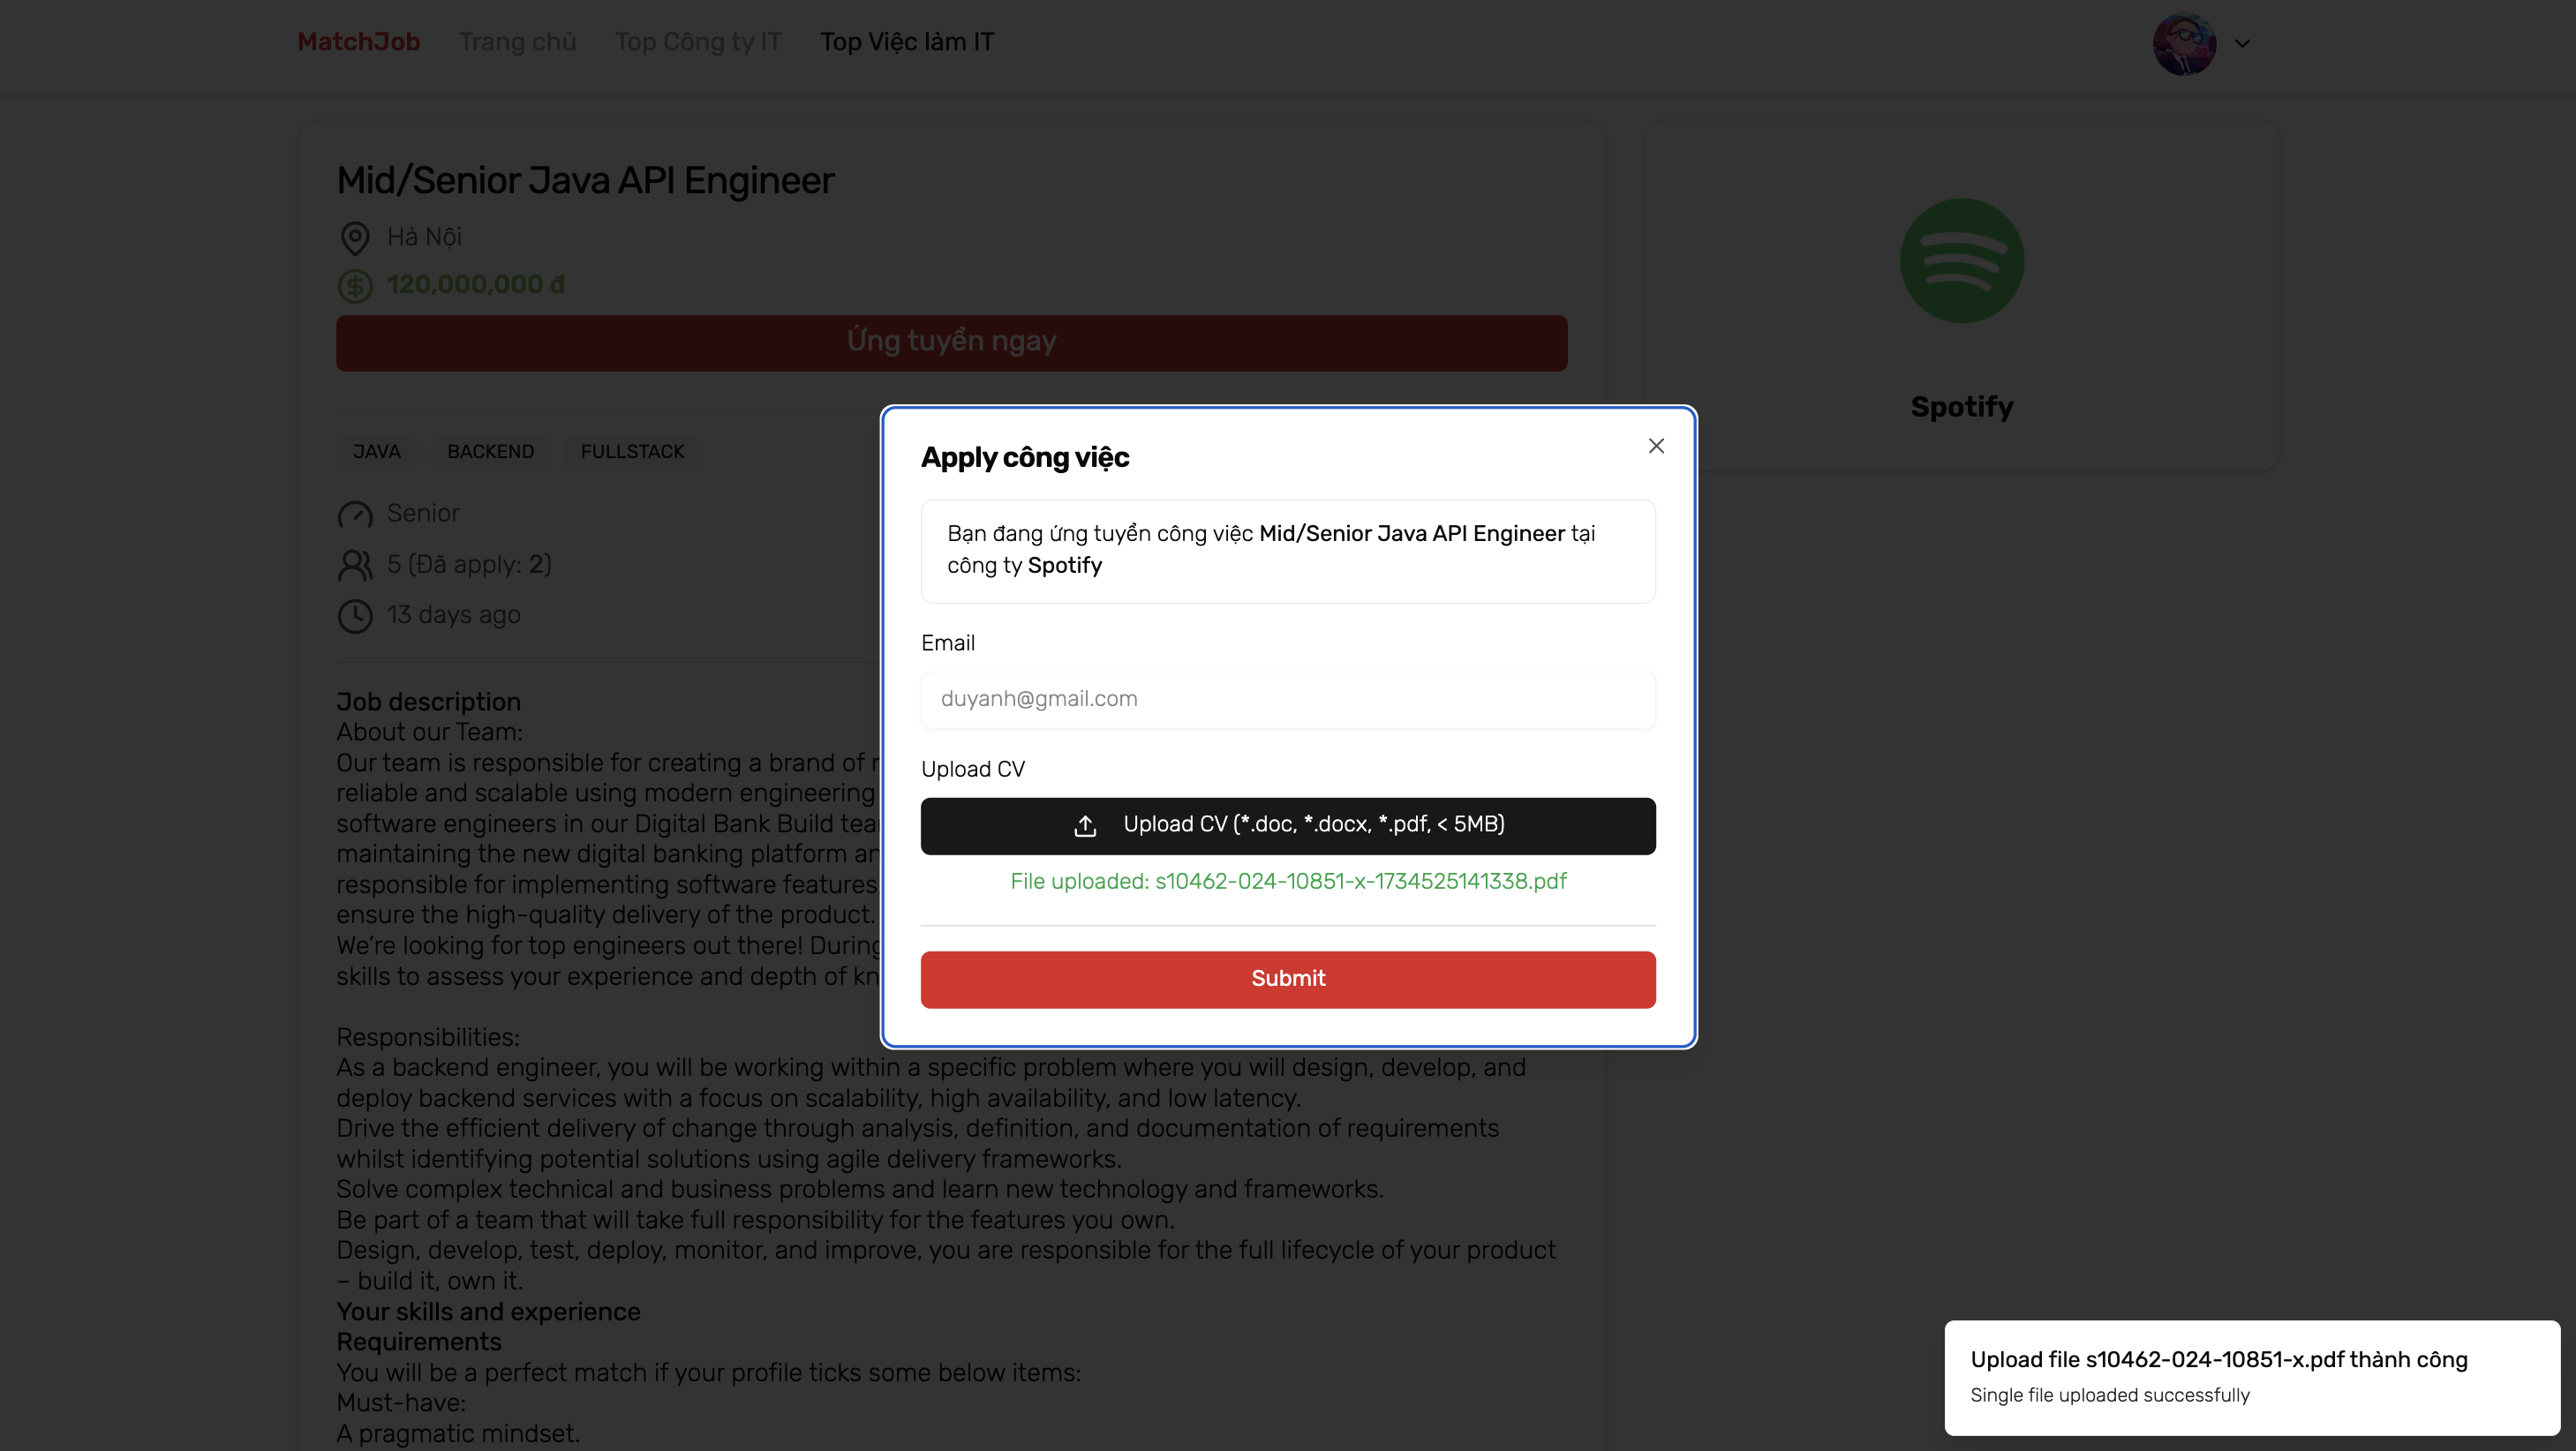 MatchJob
Trang chủ
Top Công ty IT
Top Việc làm IT
Mid/Senior Java API Engineer
Hà Nội
120,000,000 đ
Ứng tuyển ngay
JAVA
BACKEND
FULLSTACK
Senior
5 (Đã apply: 2)
13 days ago
Job description
About our Team:
Our team is responsible for creating a brand of
reliable and scalable using modern engineering
software engineers in our Digital Bank Build
maintaining the new digital banking platform
responsible for implementing software features
ensure the high-quality delivery of the product.
We're looking for top engineers out there! During
skills to assess your experience and depth of
Responsibilities:
As a backend engineer, you will be working within a specific problem where you will design, develop, and
deploy backend services with a focus on scalability, high availability, and low latency.
Drive the efficient delivery of change through analysis, definition, and documentation of requirements
whilst identifying potential solutions using agile delivery frameworks.
Solve complex technical and business problems and learn new technology and frameworks.
Be part of a team that will take full responsibility for the features you own.
Design, develop, test, deploy, monitor, and improve, you are responsible for the full lifecycle of your product
– build it, own it.
Your skills and experience
Requirements
You will be a perfect match if your profile ticks some below items:
Must-have:
A pragmatic mindset.
Spotify
Apply công việc
Bạn đang ứng tuyển công việc Mid/Senior Java API Engineer tại
công ty Spotify
Email
duyanh@gmail.com
Upload CV
Upload CV (*.doc, *.docx, *.pdf, < 5MB)
File uploaded: s10462-024-10851-x-1734525141338.pdf
Submit
Upload file s10462-024-10851-x.pdf thành công
Single file uploaded successfully